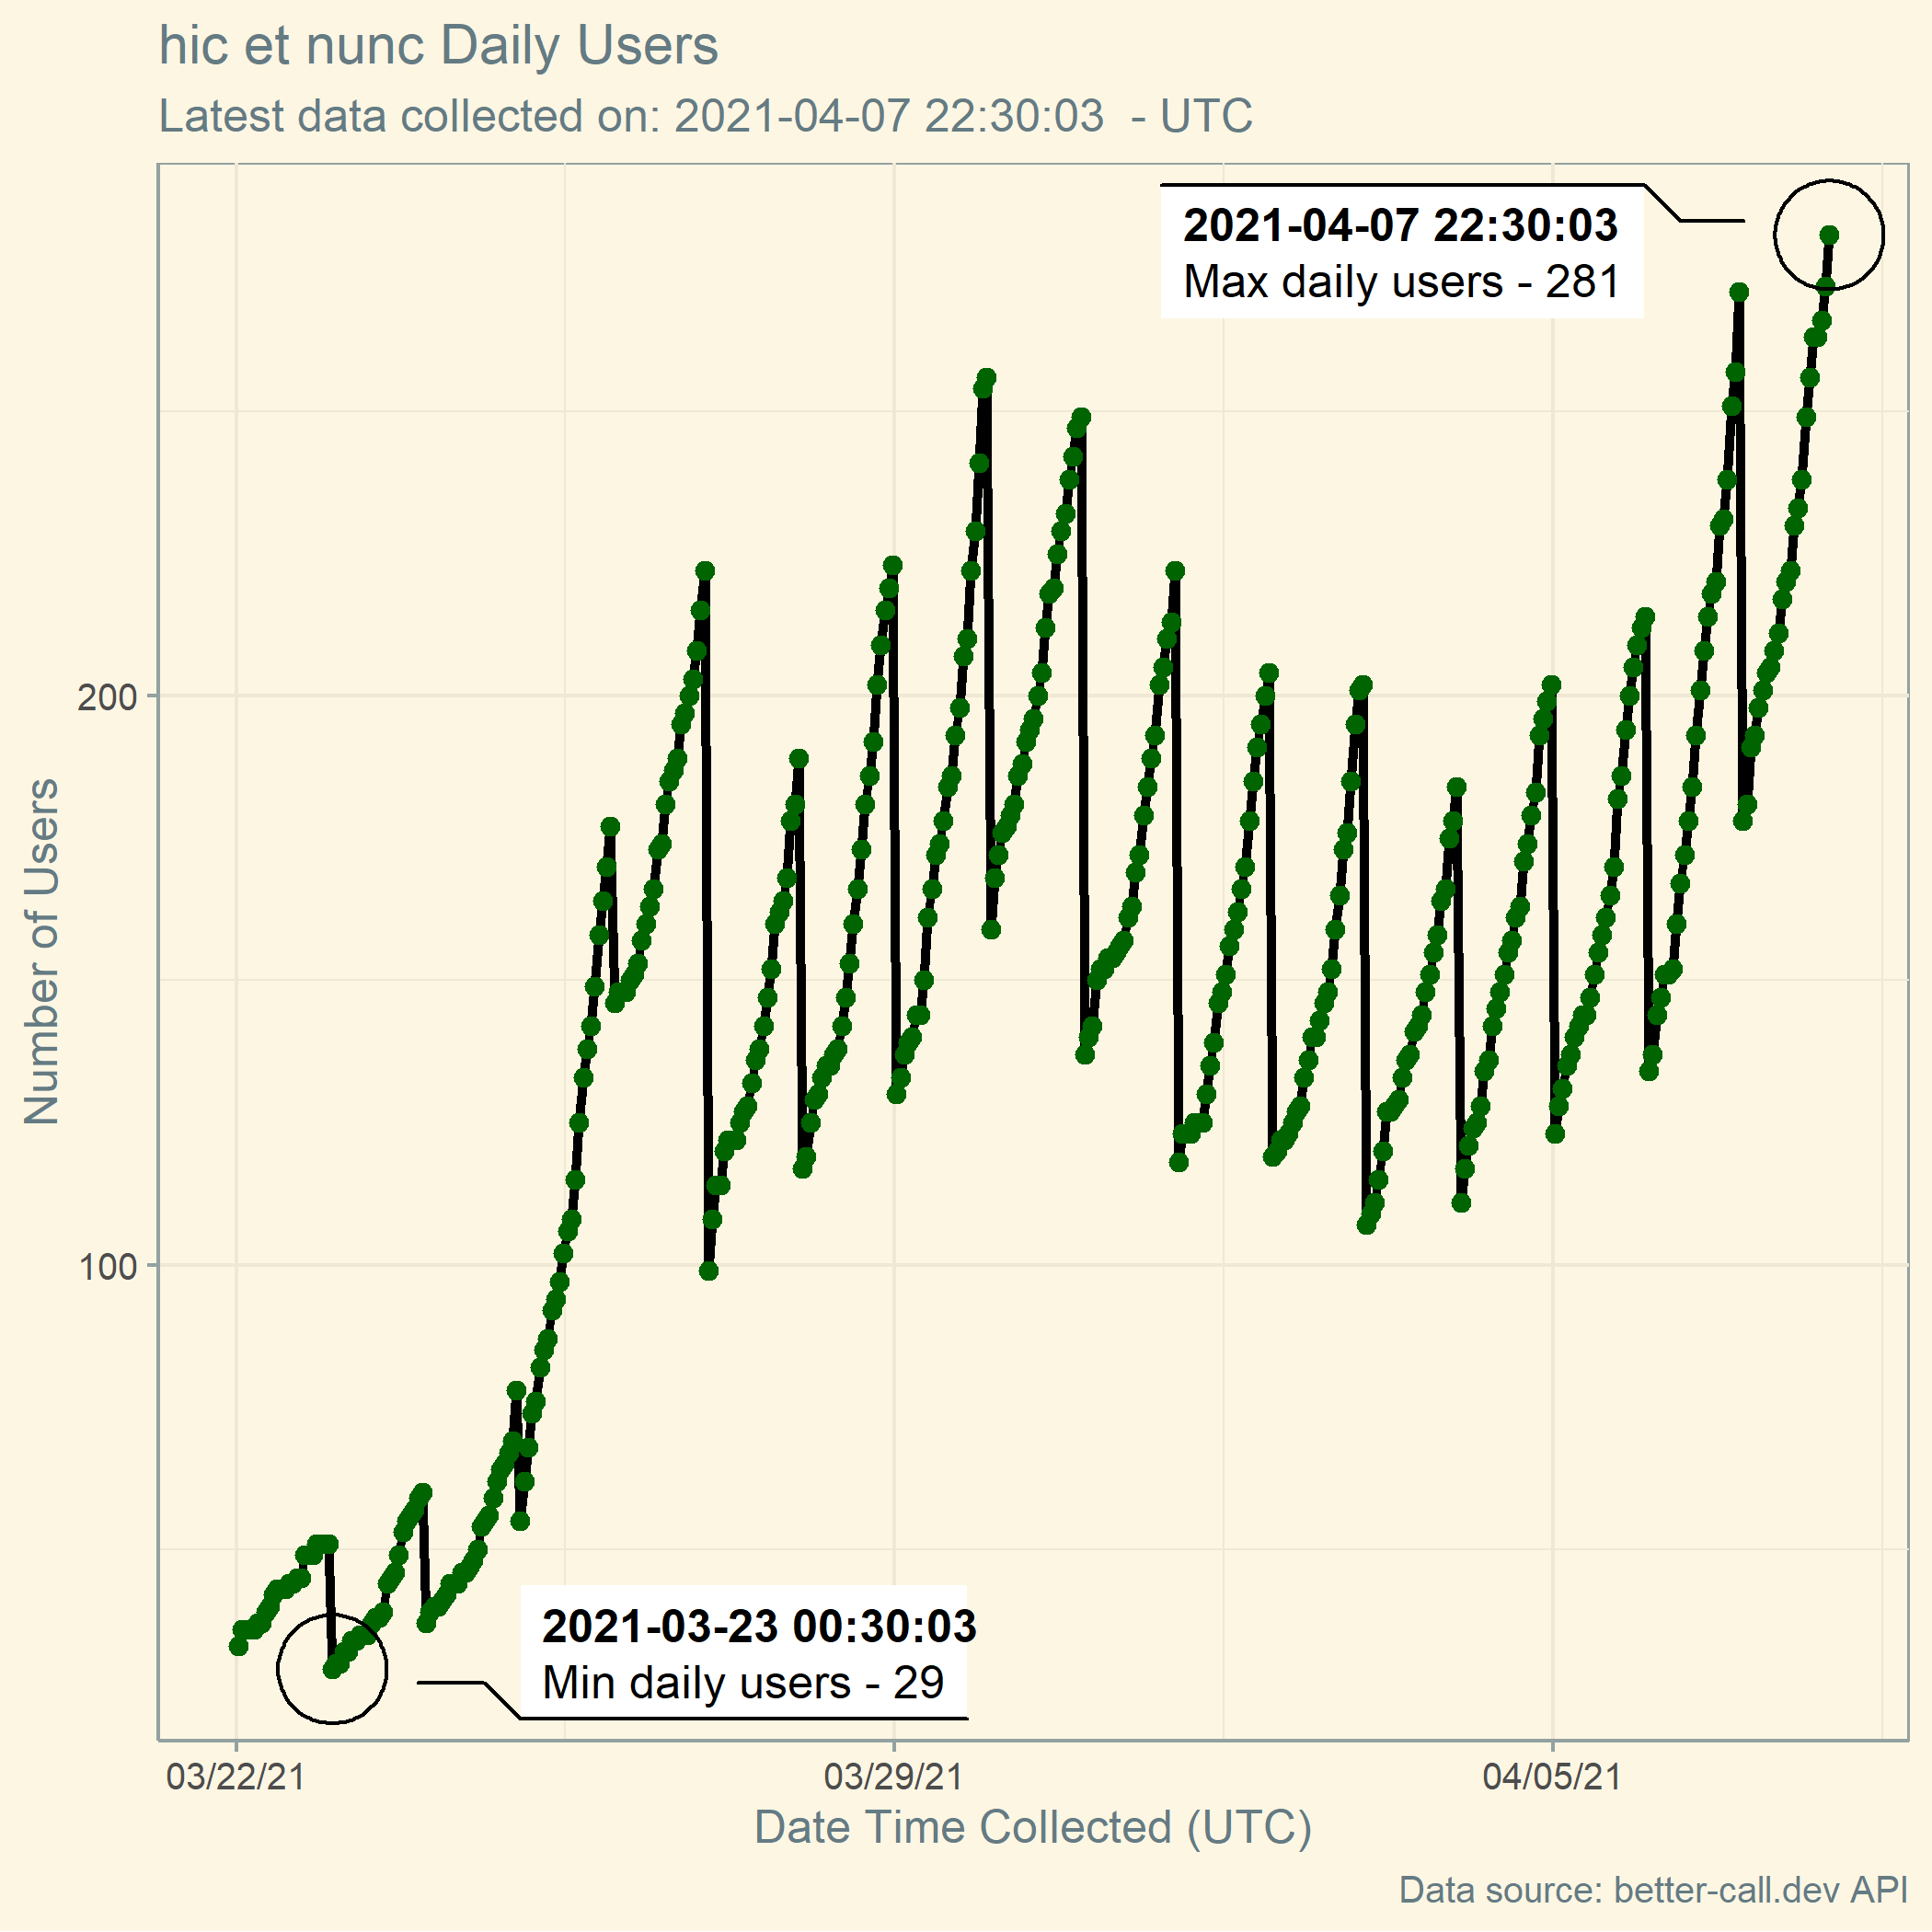 hic et nunc Daily Users
Latest data collected on: 2021-04-07 22:30:03  - UTC
2021-04-07 22:30:03
Max daily users - 281
200
100
Number of Users
2021-03-23 00:30:03
Min daily users - 29
03/22/21
03/29/21
04/05/21
Date Time Collected (UTC)
Data source: better-call.dev API